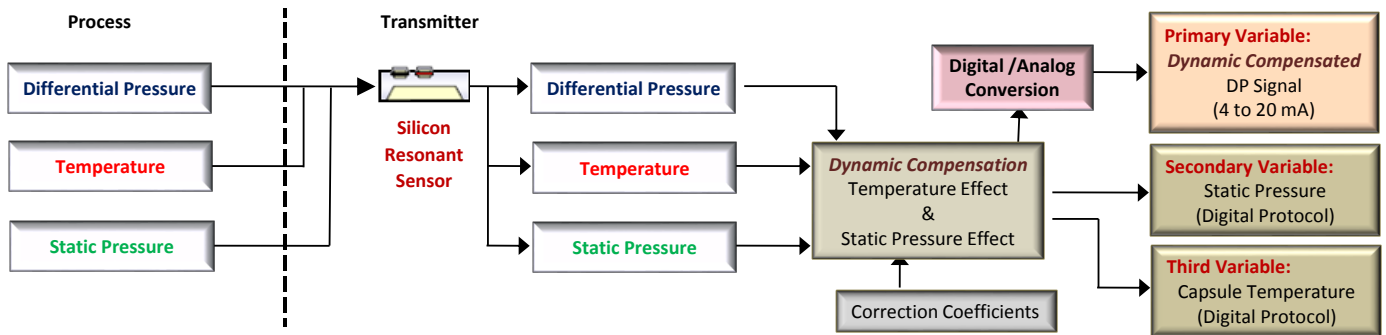 Process
Transmitter
Differential Pressure
Temperature
Static Pressure
Silicon
Resonant
Sensor
Differential Pressure
Temperature
Static Pressure
Dynamic Compensation
Temperature Effect
&
Static Pressure Effect
Correction Coefficients
Digital /Analog
Conversion
Primary Variable:
Dynamic Compensated
DP Signal
(4 to 20 mA)
Secondary Variable:
Static Pressure
(Digital Protocol)
Third Variable:
Capsule Temperature
(Digital Protocol)